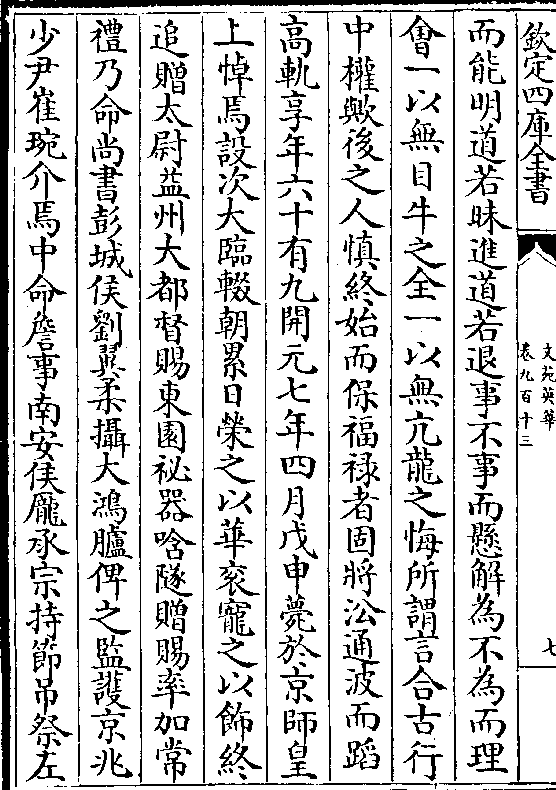 欽定四庫全書
文苑英華
卷九百十三
七
而能明道若昧進道若退事不事而懸解為不為而理
會一以無目牛之全一以無亢龍之悔所謂言合古行
中權歟後之人慎終始而保福禄者固將㳂通波而蹈
高軌享年六十有九開元七年四月戊申薨於京師皇
上悼焉設次大臨輟朝累日榮之以華衮寵之以飾終
追贈太尉益州大都督賜東園祕器唅隧贈賜率加常
禮乃命尚書彭城侯劉㢲柔攝大鴻臚俾之監䕶京兆
少尹崔琬介焉中命詹事南安侯龎承宗持節吊祭左